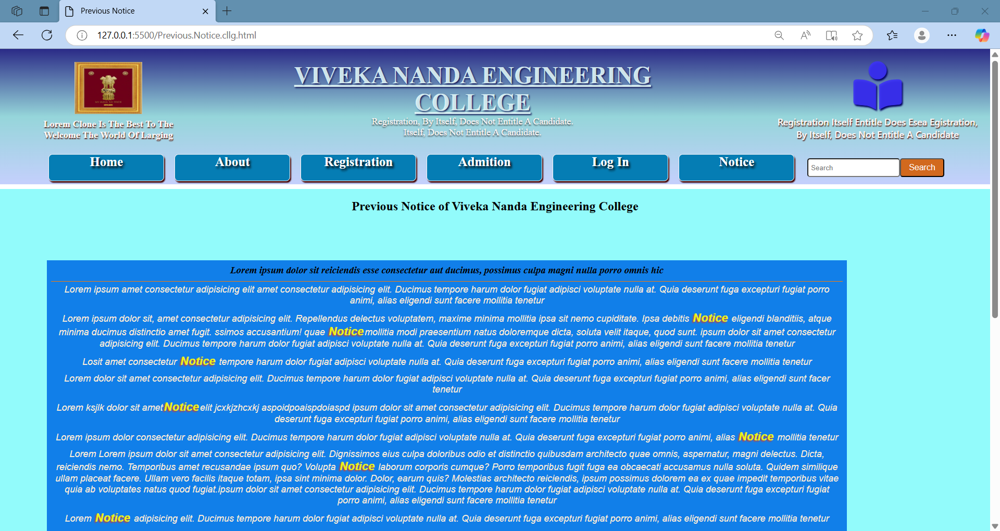 Previous Notice
127.0.0.1:5500/Previous.Notice.cllg.html
VIVEKA NANDA ENGINEERING
COLLEGE
Registration, By Itself, Does Not Entitle A Candidate.
Itself, Does Not Entitle A Candidate.
Lorem Clone Is The Best To The
Welcome The World Of Larging
Registration Itself Entitle Does Esea Egistration,
By Itself, Does Not Entitle A Candidate
Home
About
Registration
Admition
Log In
Notice
Search
Search
Previous Notice of Viveka Nanda Engineering College
Lorem ipsum dolor sit reiciendis esse consectetur aut ducimus, possimus culpa magni nulla porro omnis hic
Lorem ipsum amet consectetur adipisicing elit amet consectetur adipisicing elit. Ducimus tempore harum dolor fugiat adipisci voluptate nulla at. Quia deserunt fuga excepturi fugiat porro
animi, alias eligendi sunt facere mollitia tenetur
Lorem ipsum dolor sit, amet consectetur adipisicing elit. Repellendus delectus voluptatem, maxime minima mollitia ipsa sit nemo cupiditate. Ipsa debitis Notice eligendi blanditiis, atque
minima ducimus distinctio amet fugit. ssimos accusantium! quae Notice mollitia modi praesentium natus doloremque dicta, soluta velit itaque, quod sunt. ipsum dolor sit amet consectetur
adipisicing elit. Ducimus tempore harum dolor fugiat adipisci voluptate nulla at. Quia deserunt fuga excepturi fugiat porro animi, alias eligendi sunt facere mollitia tenetur
Losit amet consectetur Notice tempore harum dolor fugiat adipisci voluptate nulla at. Quia deserunt fuga excepturi fugiat porro animi, alias eligendi sunt facere mollitia tenetur
Lorem dolor sit amet consectetur adipisicing elit. Ducimus tempore harum dolor fugiat adipisci voluptate nulla at. Quia deserunt fuga excepturi fugiat porro animi, alias eligendi sunt facer
tenetur
Lorem ksjlk dolor sit amet Notice elit jcxkjzhcxkj aspoidpoaispdoiaspd ipsum dolor sit amet consectetur adipisicing elit. Ducimus tempore harum dolor fugiat adipisci voluptate nulla at. Quia
deserunt fuga excepturi fugiat porro animi, alias eligendi sunt facere mollitia tenetur
Lorem ipsum dolor consectetur adipisicing elit. Ducimus tempore harum dolor fugiat adipisci voluptate nulla at. Quia deserunt fuga excepturi fugiat porro animi, alias Notice mollitia tenetur
Lorem Lorem ipsum dolor sit amet consectetur adipisicing elit. Dignissimos eius culpa doloribus odio et distinctio quibusdam architecto quae omnis, aspernatur, magni delectus. Dicta,
reiciendis nemo. Temporibus amet recusandae ipsum quo? Volupta Notice laborum corporis cumque? Porro temporibus fugit fuga ea obcaecati accusamus nulla soluta. Quidem similique
ullam placeat facere. Ullam vero facilis itaque totam, ipsa sint minima dolor. Dolor, earum quis? Molestias architecto reiciendis, ipsum possimus dolorem ea ex quae impedit temporibus vitae
quia ab voluptates natus quod fugiat.ipsum dolor sit amet consectetur adipisicing elit. Ducimus tempore harum dolor fugiat adipisci voluptate nulla at. Quia deserunt fuga excepturi fugiat
porro animi, alias eligendi sunt facere mollitia tenetur
Lorem Notice adipisicing elit. Ducimus tempore harum dolor fugiat adipisci voluptate nulla at. Quia deserunt fuga excepturi fugiat porro animi, alias eligendi sunt facere mollitia tenetur